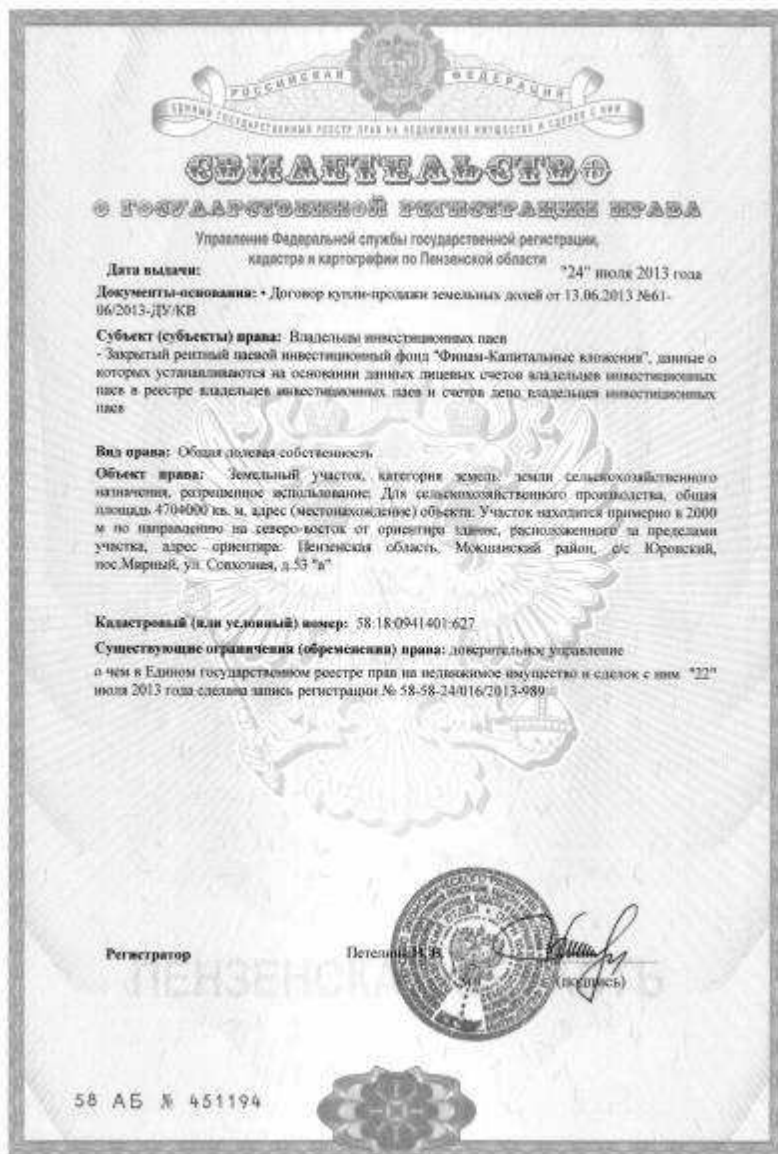 РОССИЙСКАЯ ФЕДЕРАЦИЯ
ЕДИНЫЙ ГОСУДАРСТВЕННЫЙ РЕЕСТР ПРАВ НА НЕДВИЖИМОЕ ИМУЩЕСТВО И СДЕЛОК С НИМ
СВИДЕТЕЛЬСТВО
О ГОСУДАРСТВЕННОЙ РЕГИСТРАЦИИ ПРАВА
Управление Федеральной службы государственной регистрации,
кадастра и картографии по Пензенской области
Дата выдачи: "24" июля 2013 года
Документы-основания: • Договор купли-продажи земельных долей от 13.06.2013 №61-
06/2013-ДУ/КВ
Субъект (субъекты) права: Владельцы инвестиционных паев
- Закрытый рентный паевой инвестиционный фонд "Финам-Капитальные вложения", данные о
которых устанавливаются на основании данных лицевых счетов владельцев инвестиционных
паев в реестре владельцев инвестиционных паев и счетов депо владельцев инвестиционных
паев
Вид права: Общая долевая собственность
Объект права: Земельный участок, категория земель: земли сельскохозяйственного
назначения, разрешенное использование: Для сельскохозяйственного производства, общая
площадь 4704000 кв. м, адрес (местонахождение) объекта: Участок находится примерно в 2000
м по направлению на северо-восток от ориентира здание, расположенного за пределами
участка, адрес ориентира: Пензенская область, Мокшанский район, с/с Юровский,
пос.Мирный, ул. Совхозная, д.53 "а"
Кадастровый (или условный) номер: 58:18:0941401:627
Существующие ограничения (обременения) права: доверительное управление
о чем в Едином государственном реестре прав на недвижимое имущество и сделок с ним "22"
июля 2013 года сделана запись регистрации № 58-58-24/016/2013-989
Регистратор Петелина Н.В.
(подпись)
ПЕНЗЕНСКАЯ ОБЛАСТЬ
58 АБ № 451194